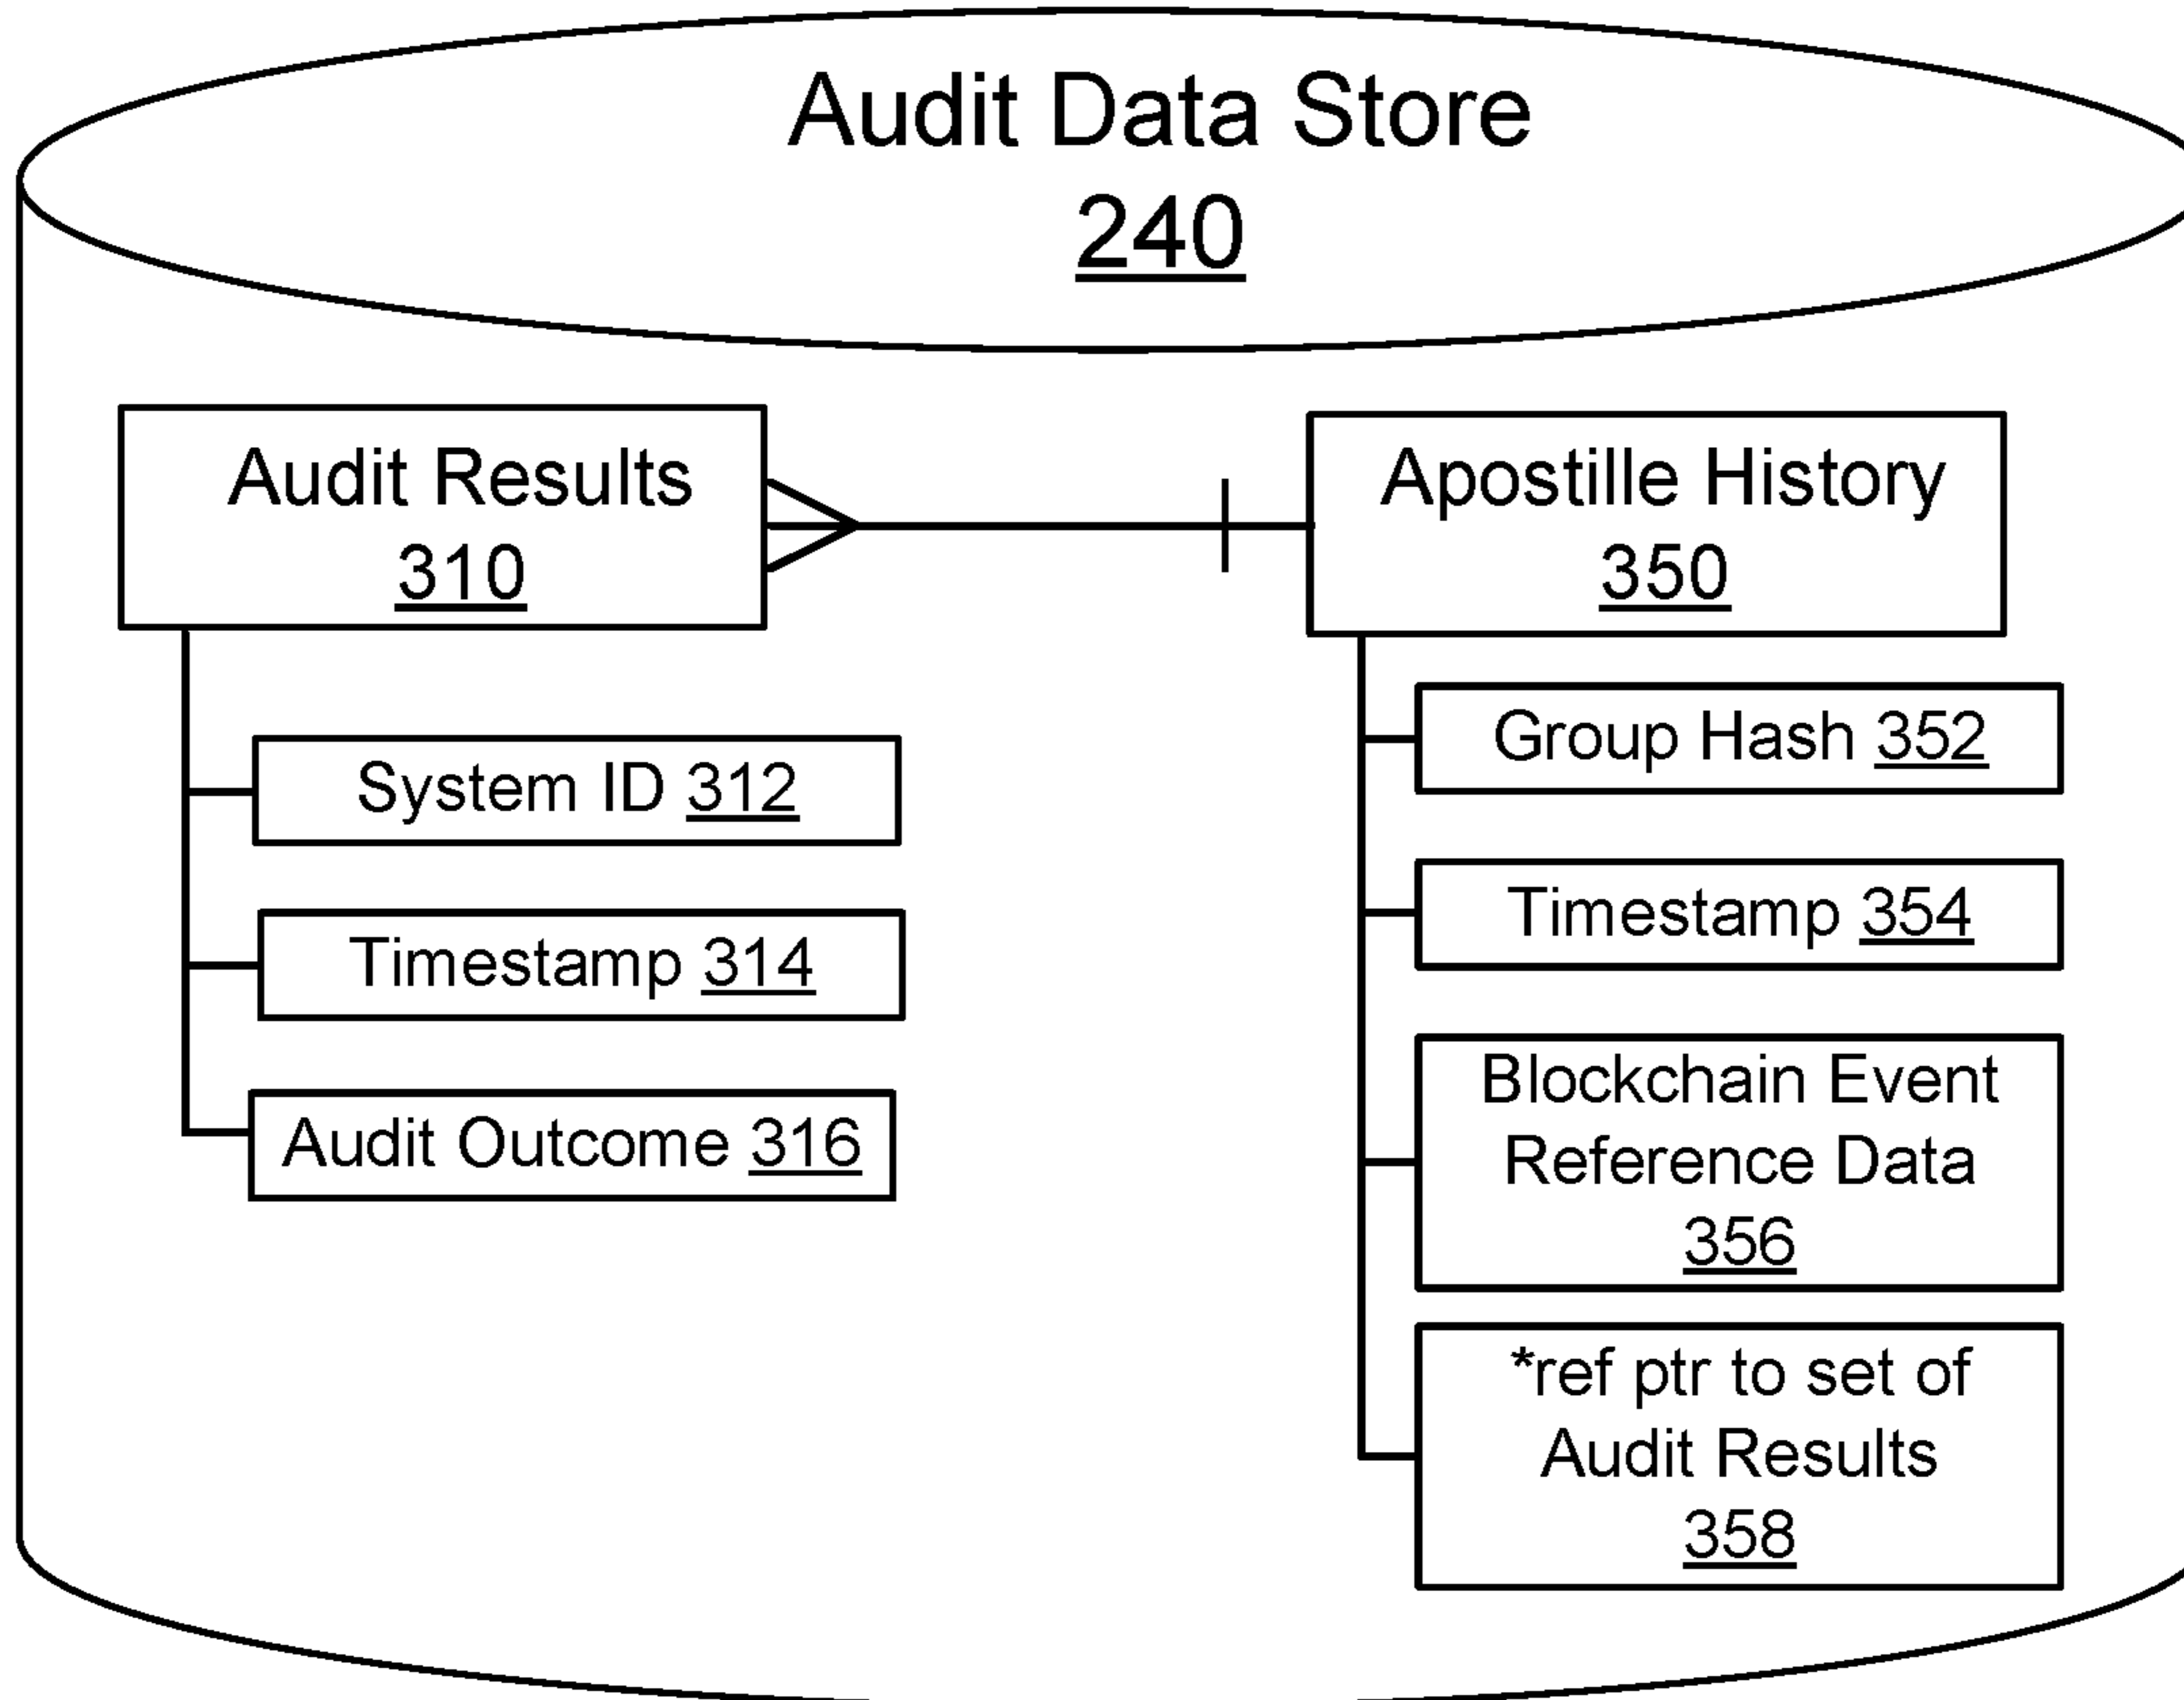 Audit Data Store
240
Audit Results
310
System ID 312
Timestamp 314
Audit Outcome 316
Apostille History
350
Group Hash 352
Timestamp 354
Blockchain Event
Reference Data
356
*ref ptr to set of
Audit Results
358